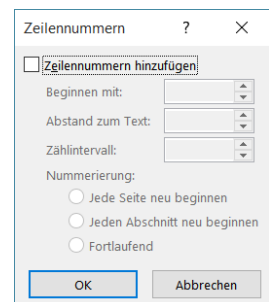 Zeilennummern ?
Zeilennummern hinzufügen
Beginnen mit:
Abstand zum Text:
Zählintervall:
Nummerierung:
Jede Seite neu beginnen
Jeden Abschnitt neu beginnen
Fortlaufend
OK Abbrechen